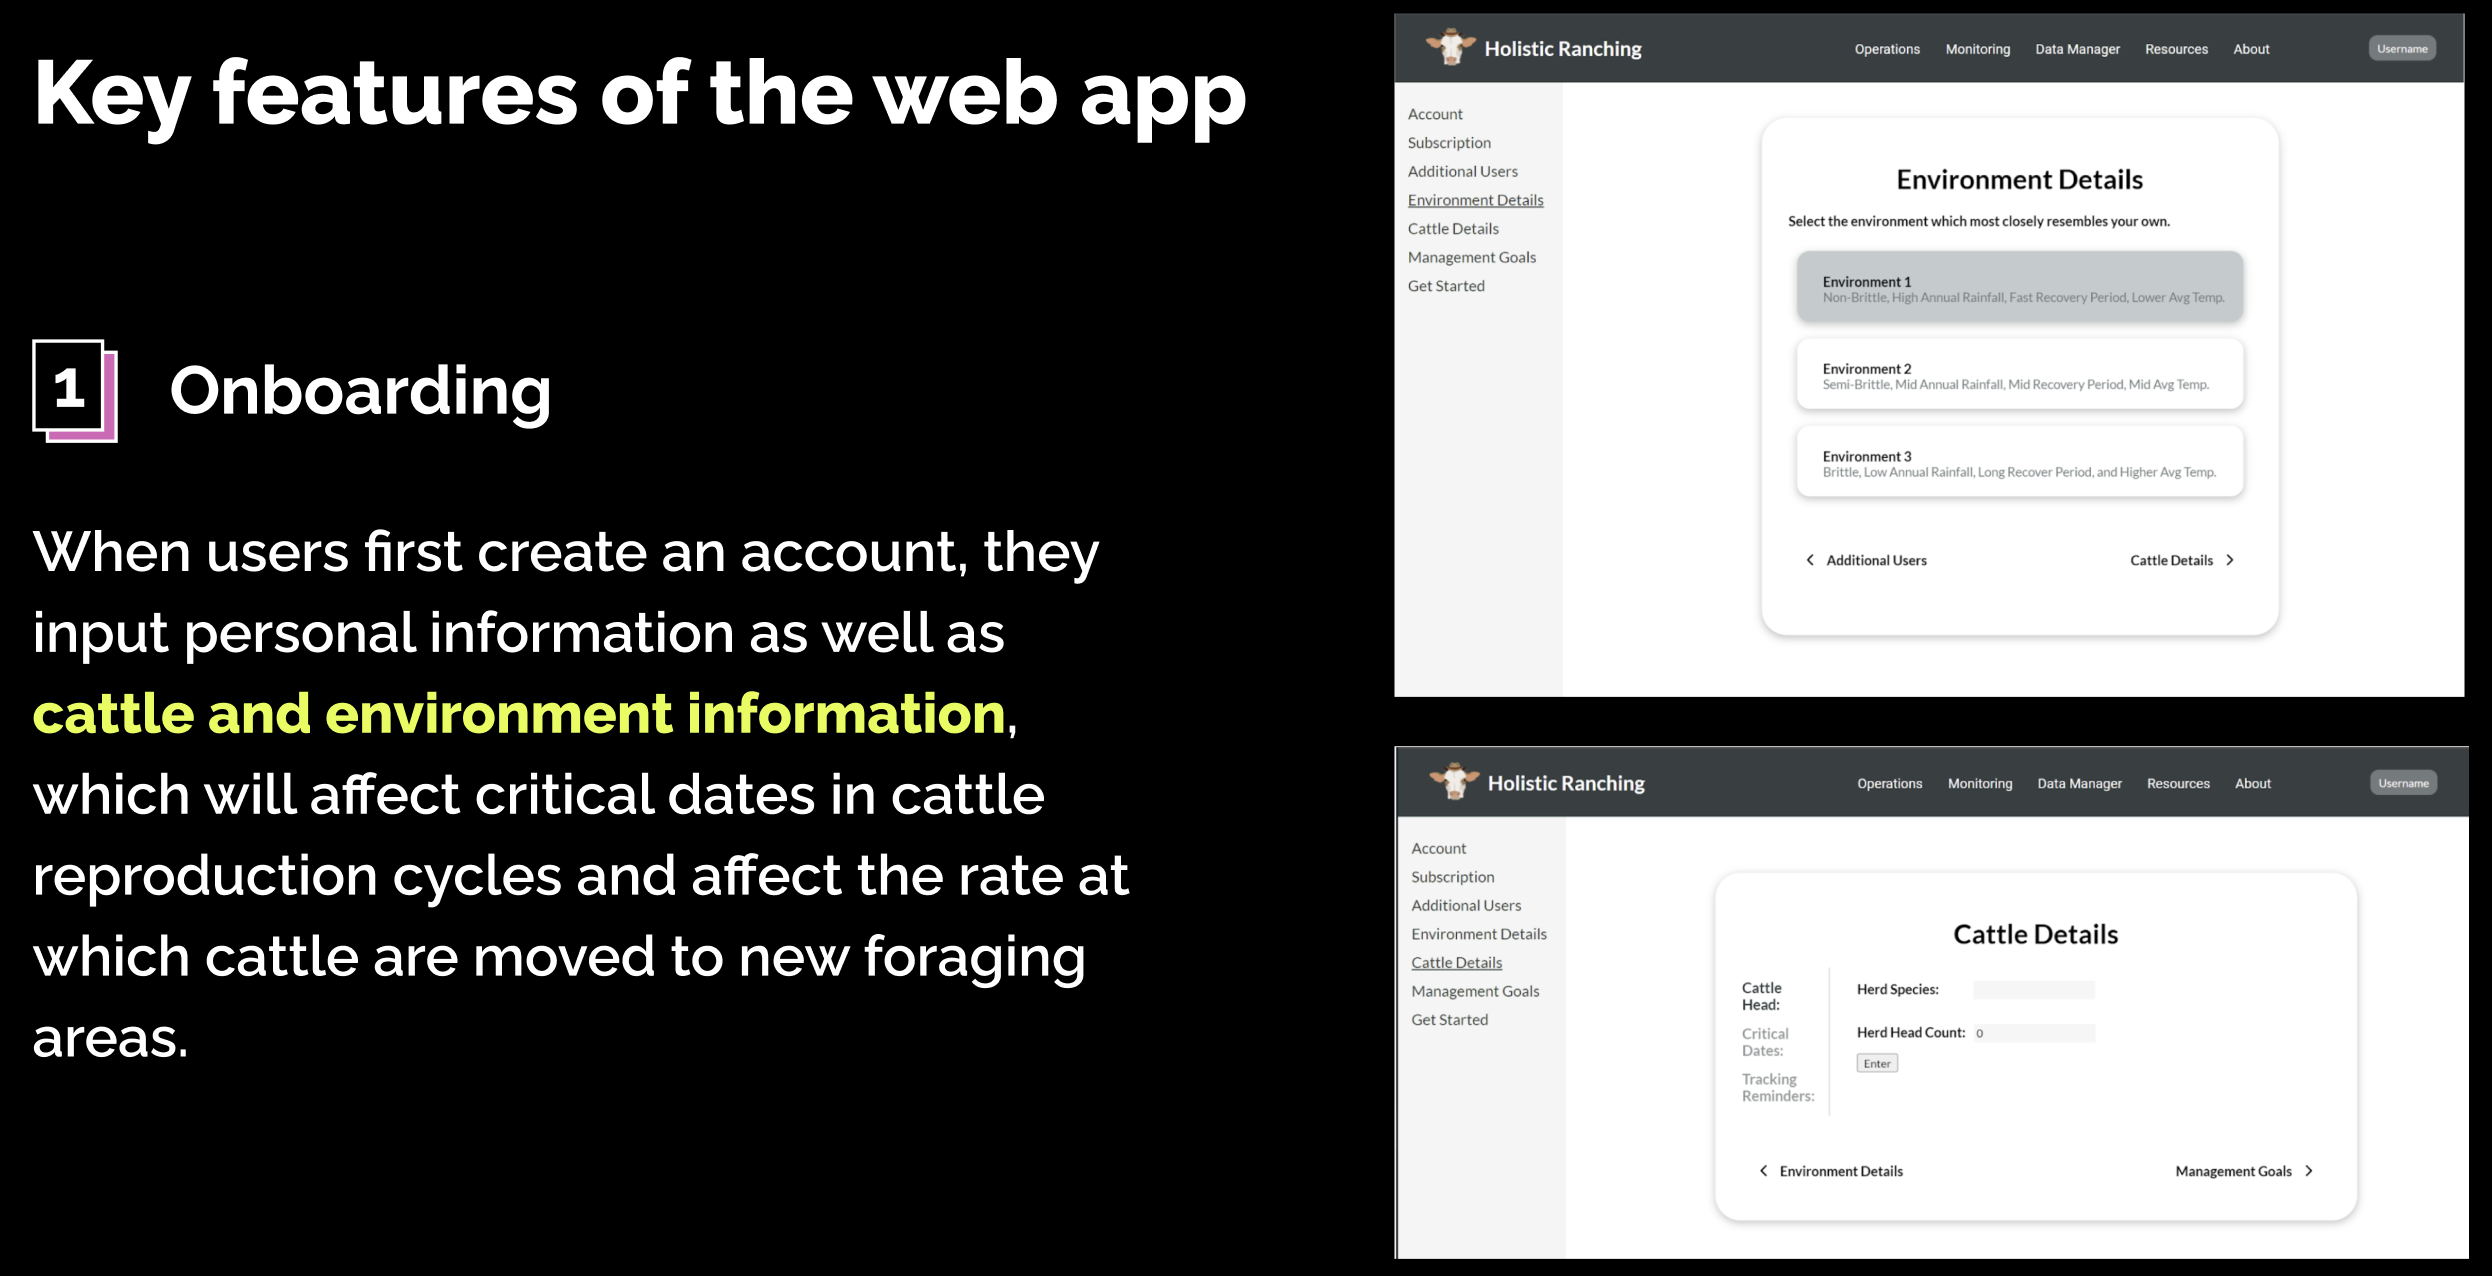 Key features of the web app
1
Onboarding
When users first create an account, they
input personal information as well as
cattle and environment information,
which will affect critical dates in cattle
reproduction cycles and affect the rate at
which cattle are moved to new foraging
areas.
Holistic Ranching
Operations Monitoring Data Manager Resources About Username
Account
Subscription
Additional Users
Environment Details
Cattle Details
Management Goals
Get Started
Environment Details
Select the environment which most closely resembles your own.
Environment 1
Non-Brittle, High Annual Rainfall, Fast Recovery Period, Lower Avg Temp.
Environment 2
Semi-Brittle, Mid Annual Rainfall, Mid Recovery Period, Mid Avg Temp.
Environment 3
Brittle, Low Annual Rainfall, Long Recover Period, and Higher Avg Temp.
< Additional Users Cattle Details >
Holistic Ranching
Operations Monitoring Data Manager Resources About Username
Account
Subscription
Additional Users
Environment Details
Cattle Details
Management Goals
Get Started
Cattle Details
Cattle
Head:
Critical
Dates:
Tracking
Reminders:
Herd Species:
Herd Head Count: 0
Enter
< Environment Details Management Goals >